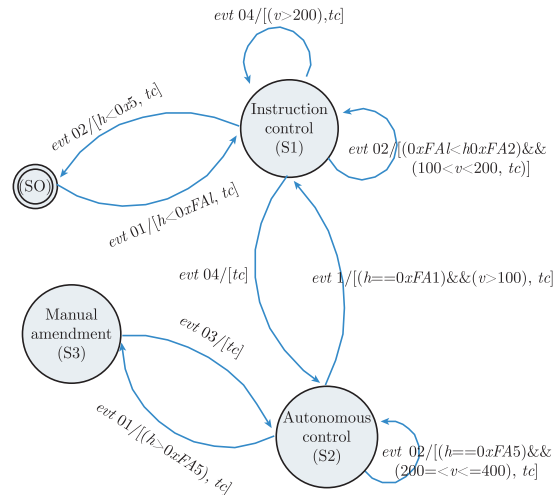 evt 04/[(v>200),tc]
evt 02/[h<0x5, tc]
Instruction
control
(S1)
evt 02/[(0xFAl<h0xFA2)&&
(100<v<200, tc)]
(SO)
evt 01/[h<0xFAl, tc]
evt 04/[tc]
evt 1/[(h==0xFA1)&&(v>100), tc]
Manual
amendment
(S3)
evt 03/[tc]
evt 01/[(h>0xFA5), tc]
Autonomous
control
(S2)
evt 02/[(h==0xFA5)&&
(200=<v<=400), tc]